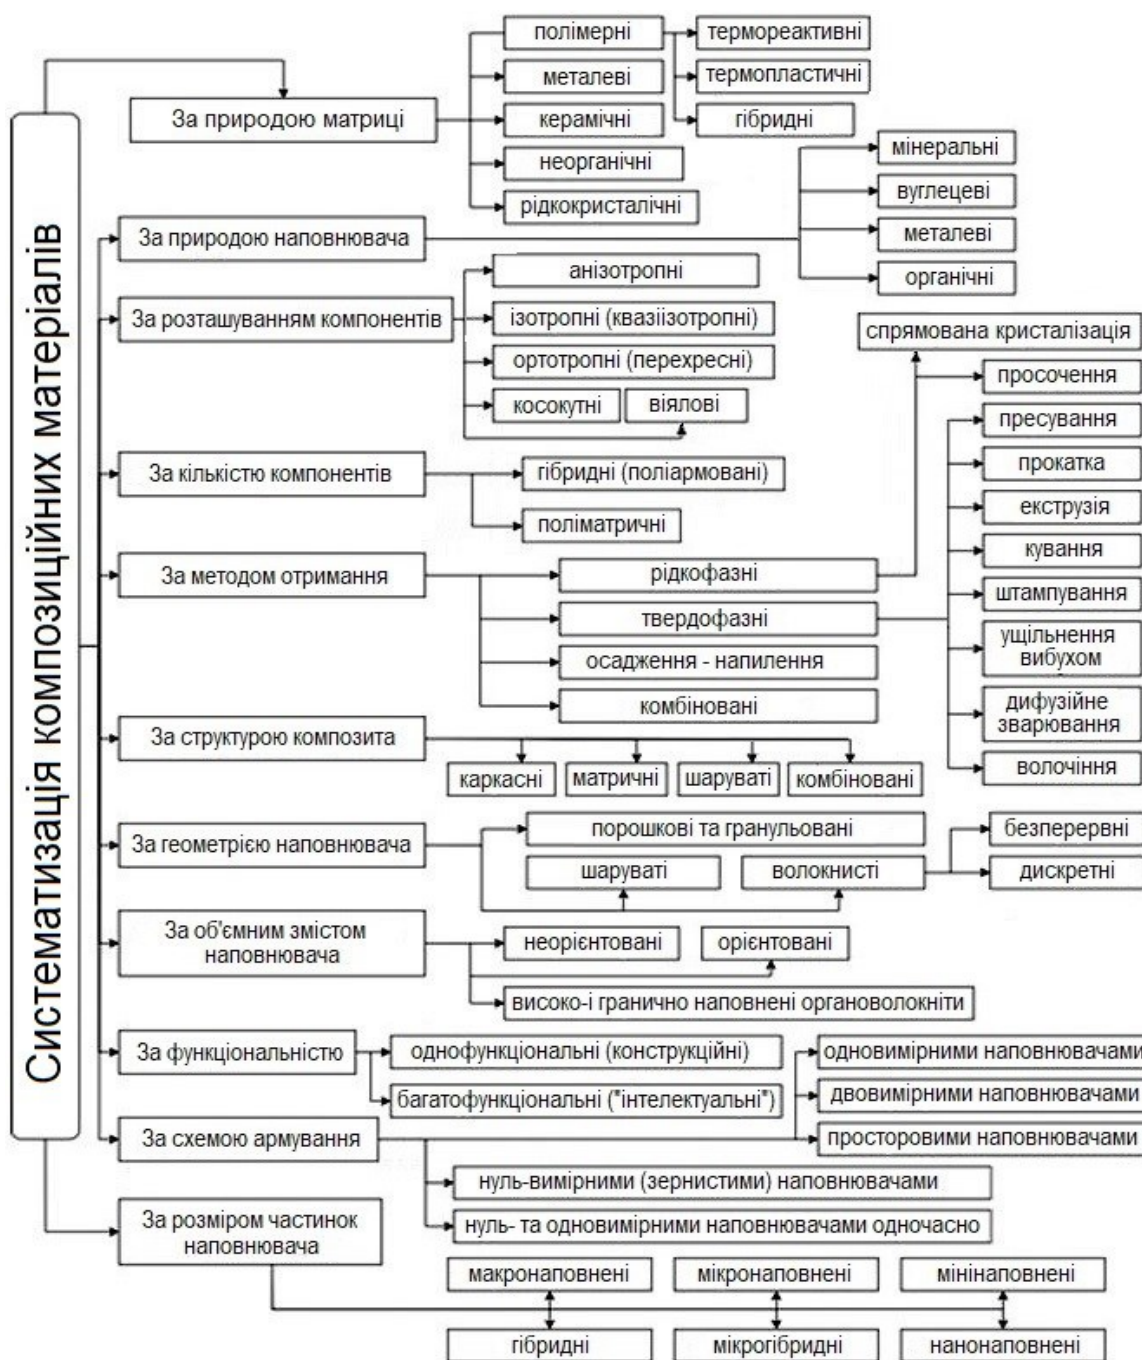 Систематизація композиційних матеріалів
За природою матриці
полімерні
термореактивні
термопластичні
гібридні
металеві
керамічні
неорганічні
рідкокристалічні
За природою наповнювача
мінеральні
вуглецеві
металеві
органічні
За розташуванням компонентів
анізотропні
ізотропні (квазіізотропні)
ортотропні (перехресні)
косокутні
віялові
За кількістю компонентів
гібридні (поліармовані)
поліматричні
За методом отримання
рідкофазні
спрямована кристалізація
просочення
твердофазні
пресування
прокатка
екструзія
кування
штампування
ущільнення
вибухом
дифузійне
зварювання
волочіння
осадження - напилення
комбіновані
За структурою композита
каркасні
матричні
шаруваті
комбіновані
За геометрією наповнювача
порошкові та гранульовані
шаруваті
волокнисті
безперервні
дискретні
За об'ємним змістом
наповнювача
неорієнтовані
орієнтовані
високо-і гранично наповнені органоволокніти
За функціональністю
однофункціональні (конструкційні)
багатофункціональні ("інтелектуальні")
За схемою армування
одновимірними наповнювачами
двовимірними наповнювачами
просторовими наповнювачами
нуль-вимірними (зернистими) наповнювачами
нуль- та одновимірними наповнювачами одночасно
За розміром частинок
наповнювача
макронаповнені
мікронаповнені
мінінаповнені
гібридні
мікрогібридні
нанонаповнені